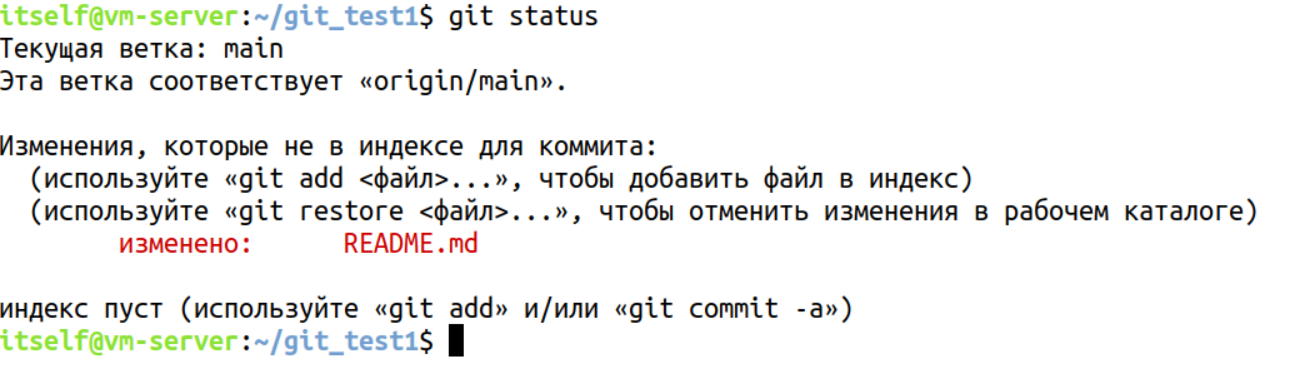 itself@vm-server:~/git_test1$ git status
Текущая ветка: main
Эта ветка соответствует «origin/main».
Изменения, которые не в индексе для коммита:
(используйте «git add <файл>...», чтобы добавить файл в индекс)
(используйте «git restore <файл>...», чтобы отменить изменения в рабочем каталоге)
изменено: README.md
индекс пуст (используйте «git add» и/или «git commit -a»)
itself@vm-server:~/git_test1$